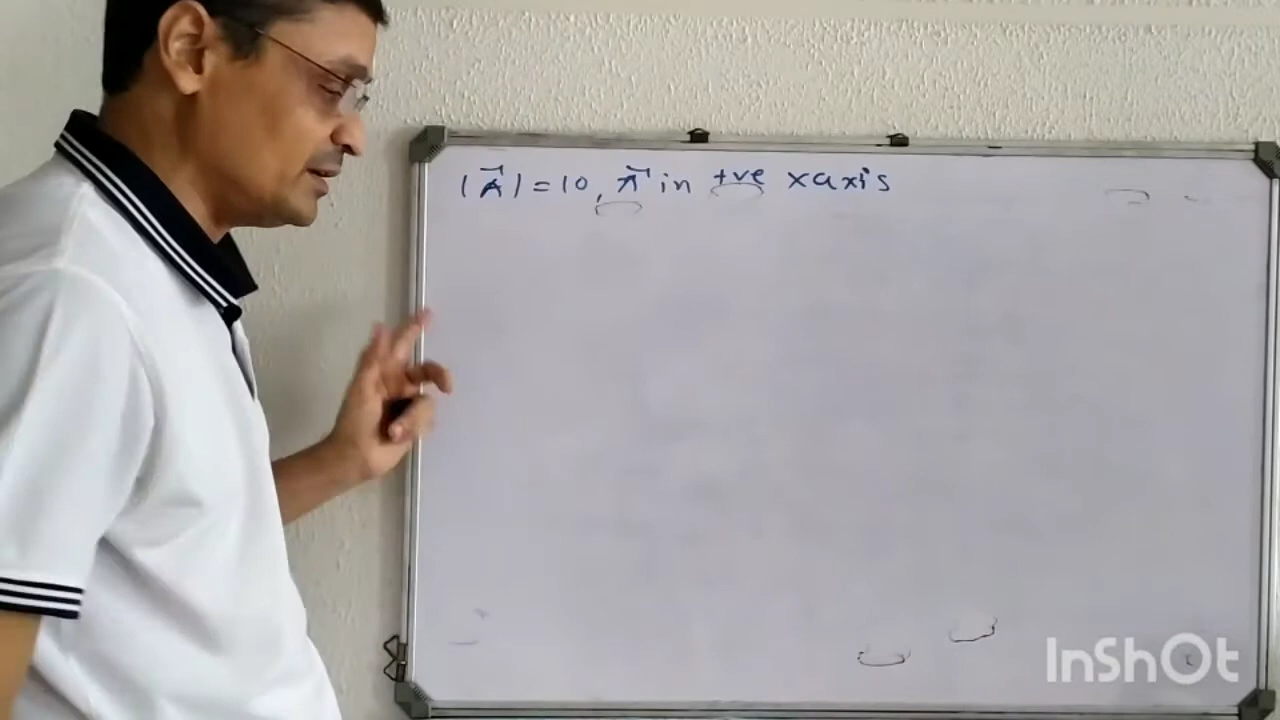 |A⃗| = 10, A⃗ in +ve x axis
InShOt